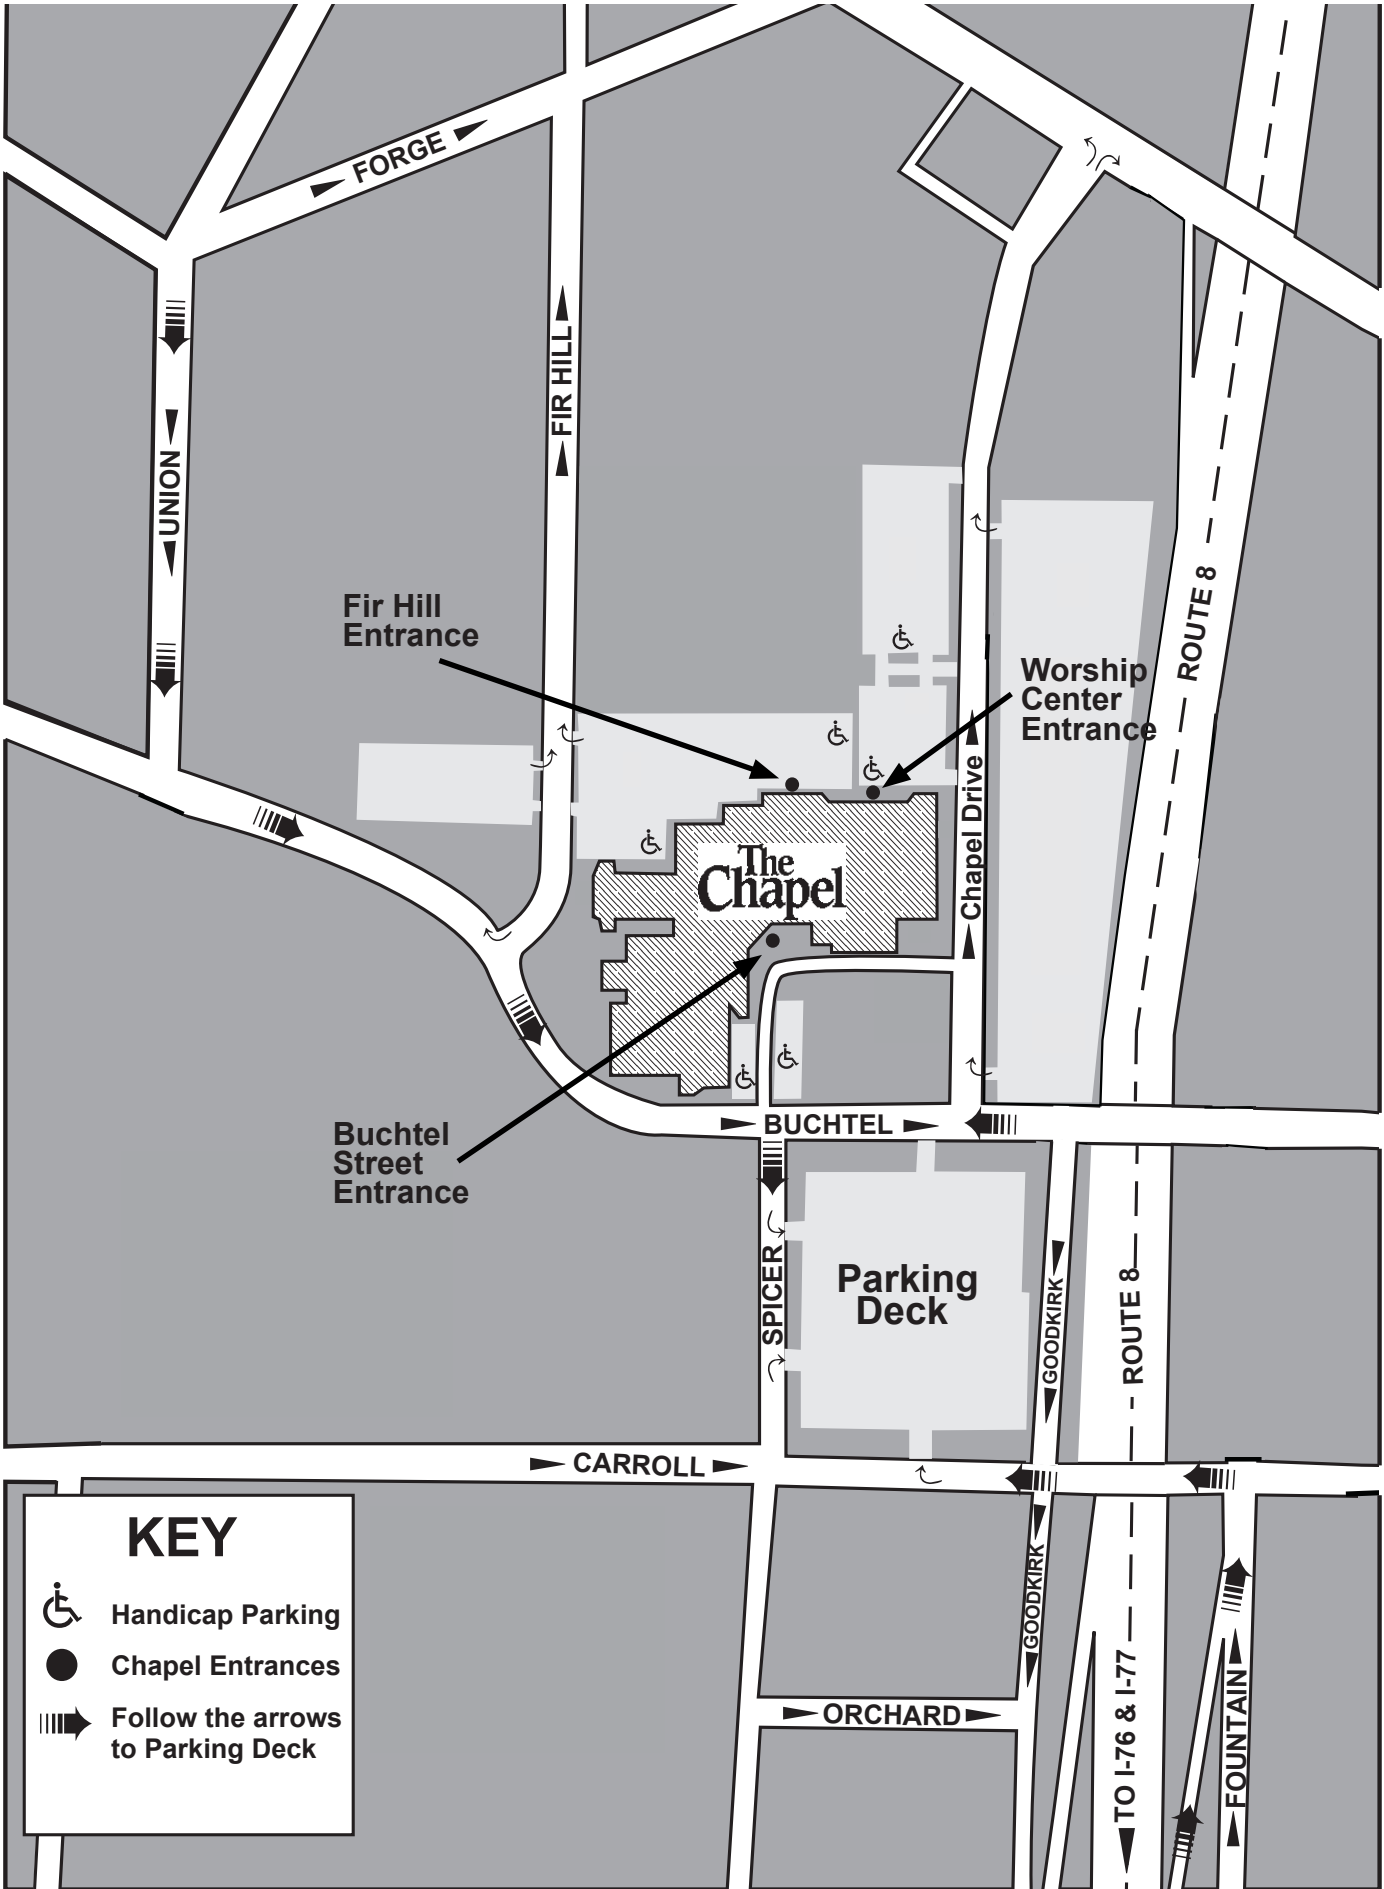 FORGE
FIR HILL
UNION
ROUTE 8
Fir Hill
Entrance
Worship
Center
Entrance
Chapel Drive
The
Chapel
Buchtel
Street
Entrance
BUCHTEL
SPICER
Parking
Deck
GOODKIRK
ROUTE 8
CARROLL
KEY
Handicap Parking
Chapel Entrances
Follow the arrows
to Parking Deck
GOODKIRK
ORCHARD
TO I-76 & I-77
FOUNTAIN